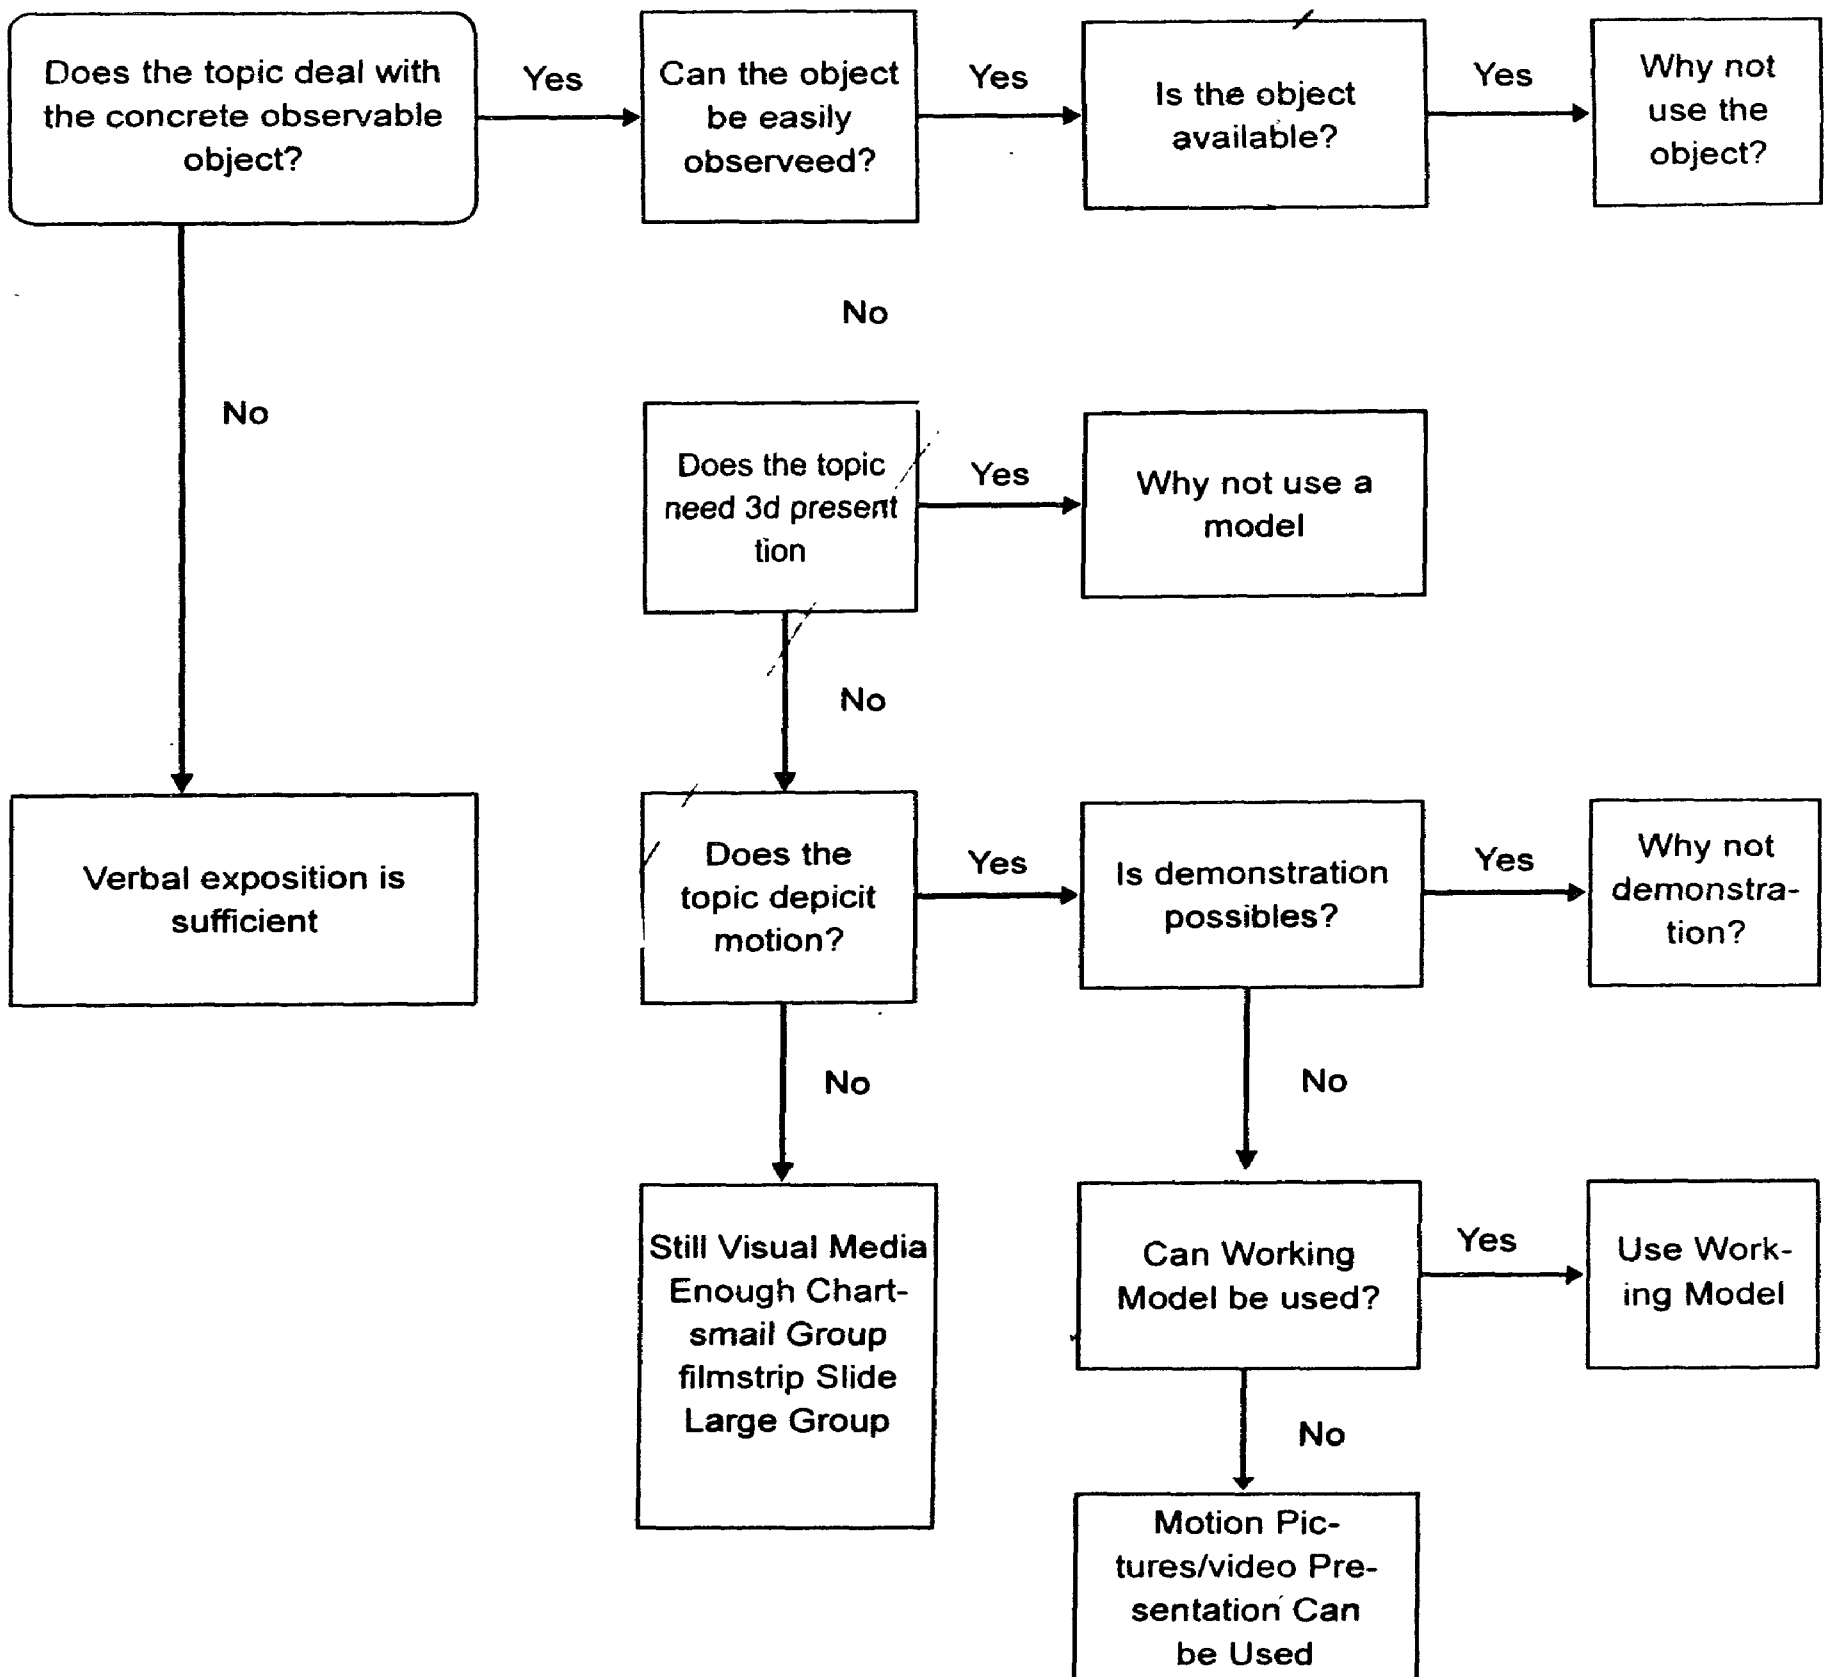 Does the topic deal with
the concrete observable
object?
Yes
Can the object
be easily
observeed?
Yes
Is the object
available?
Yes
Why not
use the
object?
No
No
Does the topic
need 3d present
tion
Yes
Why not use a
model
No
Verbal exposition is
sufficient
Does the
topic depicit
motion?
Yes
Is demonstration
possibles?
Yes
Why not
demonstra-
tion?
No
No
Still Visual Media
Enough Chart-
smail Group
filmstrip Slide
Large Group
Can Working
Model be used?
Yes
Use Work-
ing Model
No
Motion Pic-
tures/video Pre-
sentation Can
be Used